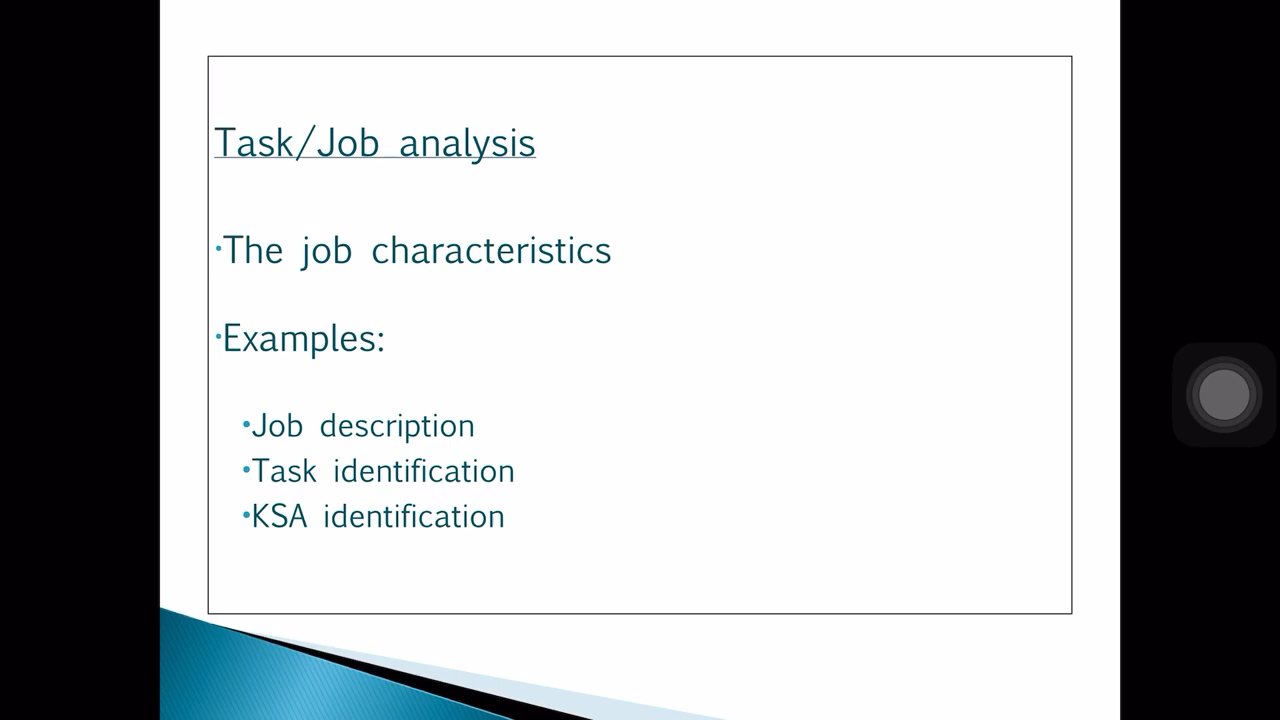 Task/Job analysis
•The job characteristics
•Examples:
•Job description
•Task identification
•KSA identification